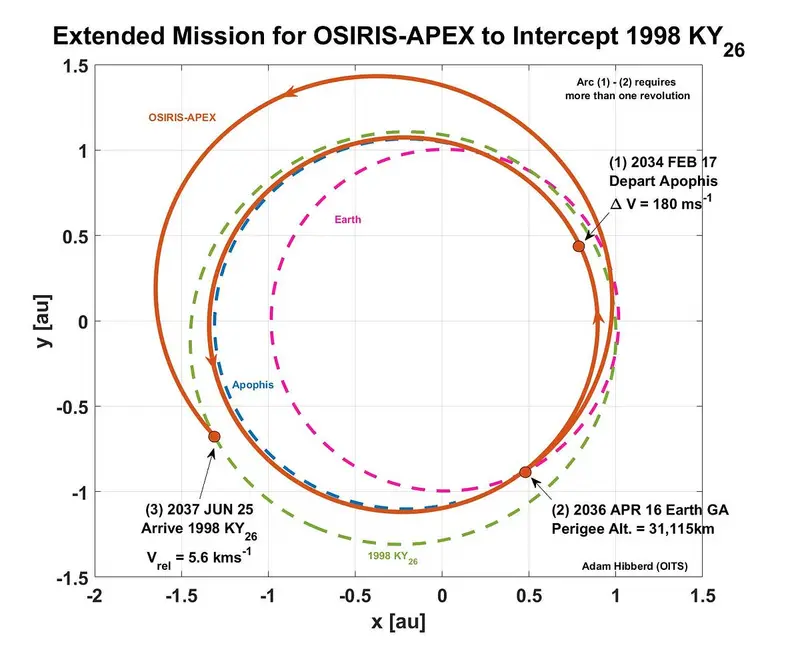 Extended Mission for OSIRIS-APEX to Intercept 1998 KY26
Arc (1) - (2) requires
more than one revolution
OSIRIS-APEX
(1) 2034 FEB 17
Depart Apophis
Δ V = 180 ms-1
Earth
Apophis
(3) 2037 JUN 25
Arrive 1998 KY26
Vrel = 5.6 kms-1
(2) 2036 APR 16 Earth GA
Perigee Alt. = 31,115km
1998 KY26
Adam Hibberd (OITS)
1.5
1
0.5
0
-0.5
-1
-1.5
y [au]
-2 -1.5 -1 -0.5 0 0.5 1 1.5
x [au]